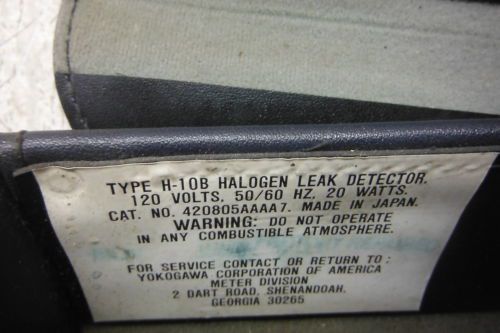 TYPE H-10B HALOGEN LEAK DETECTOR.
120 VOLTS, 50/60 HZ, 20 WATTS.
CAT. NO. 420805AAAA7. MADE IN JAPAN.
WARNING: DO NOT OPERATE
IN ANY COMBUSTIBLE ATMOSPHERE.
FOR SERVICE CONTACT OR RETURN TO:
YOKOGAWA CORPORATION OF AMERICA
METER DIVISION
2 DART ROAD, SHENANDOAH,
GEORGIA 30265